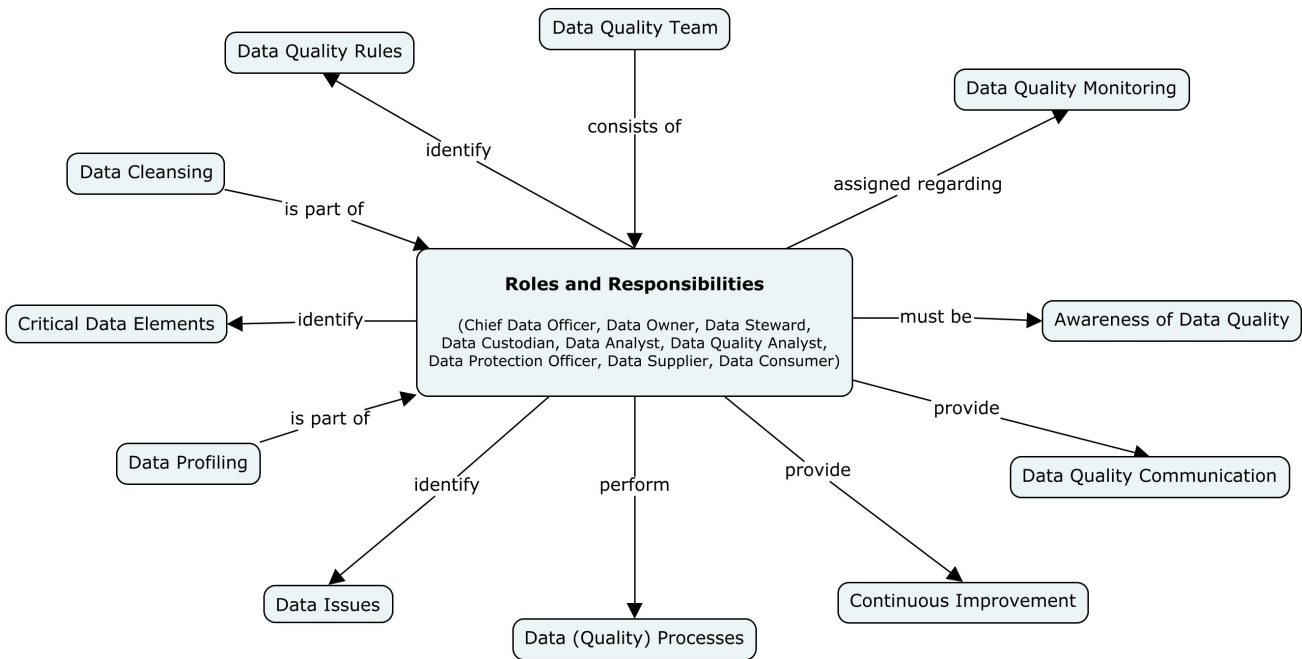 Data Quality Team
Data Quality Rules
Data Quality Monitoring
consists of
identify
Data Cleansing
assigned regarding
is part of
Roles and Responsibilities
(Chief Data Officer, Data Owner, Data Steward,
Data Custodian, Data Analyst, Data Quality Analyst,
Data Protection Officer, Data Supplier, Data Consumer)
Critical Data Elements
identify
must be
Awareness of Data Quality
provide
is part of
Data Profiling
Data Quality Communication
identify
perform
provide
Data Issues
Continuous Improvement
Data (Quality) Processes